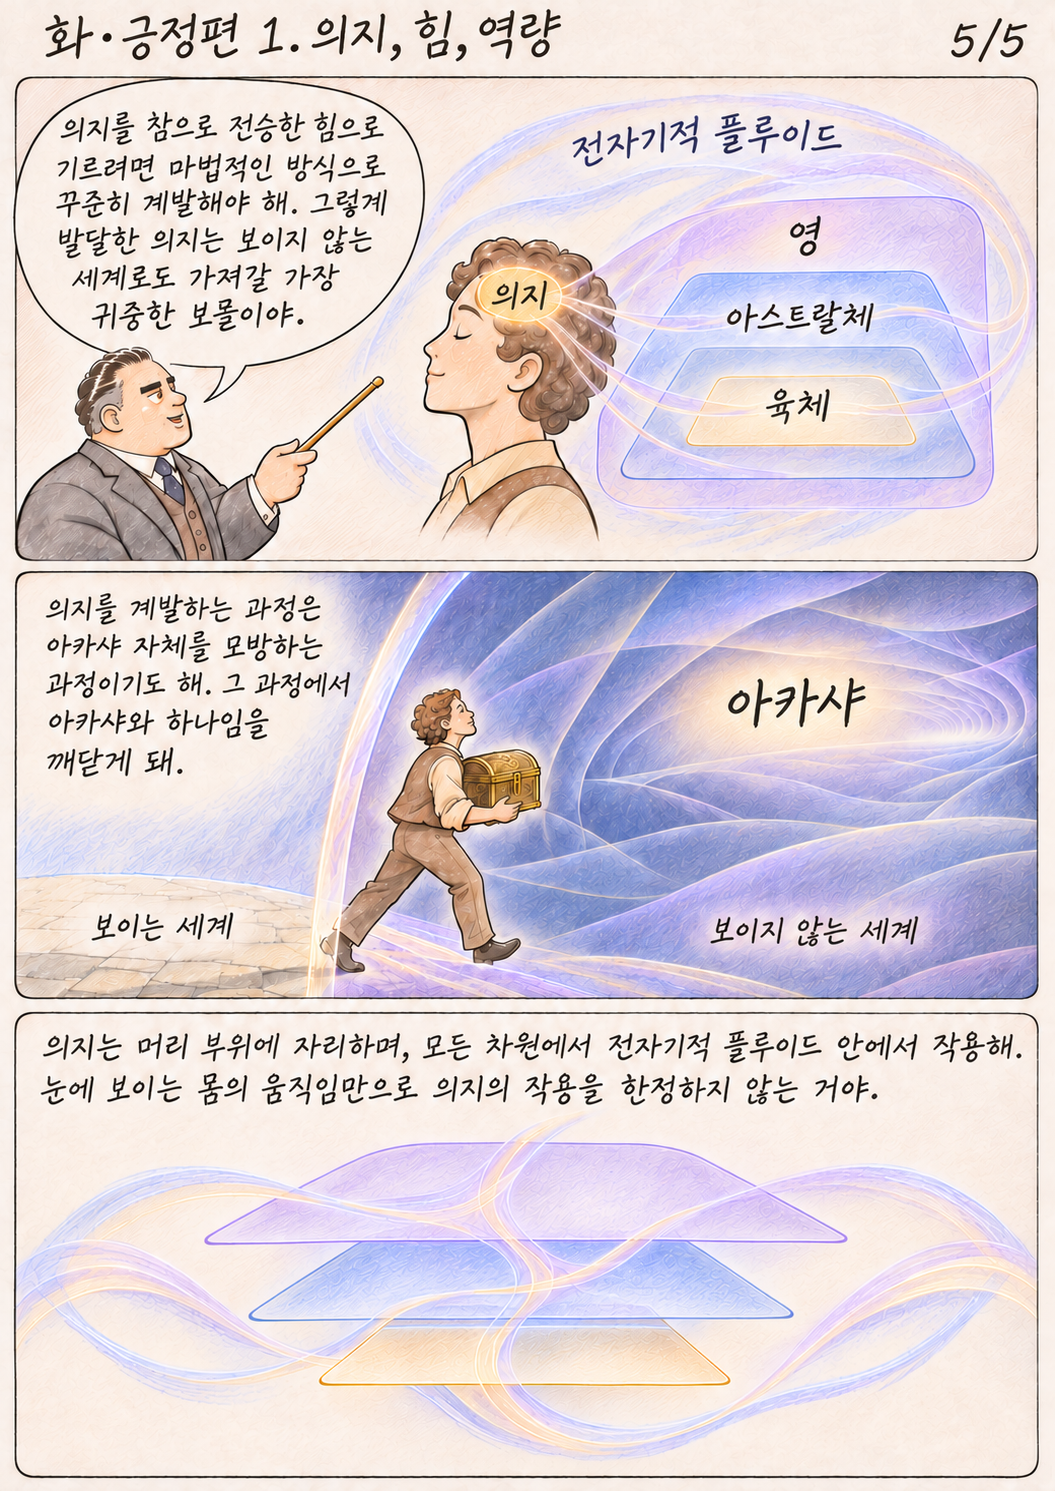 화·긍정편 1. 의지, 힘, 역량
5/5
의지를 참으로 전승한 힘으로
기르려면 마법적인 방식으로
꾸준히 계발해야 해. 그렇게
발달한 의지는 보이지 않는
세계로도 가져갈 가장
귀중한 보물이야.
전자기적 플루이드
의지
영
아스트랄체
육체
의지를 계발하는 과정은
아카샤 자체를 모방하는
과정이기도 해. 그 과정에서
아카샤와 하나임을
깨닫게 돼.
아카샤
보이는 세계
보이지 않는 세계
의지는 머리 부위에 자리하며, 모든 차원에서 전자기적 플루이드 안에서 작용해.
눈에 보이는 몸의 움직임만으로 의지의 작용을 한정하지 않는 거야.